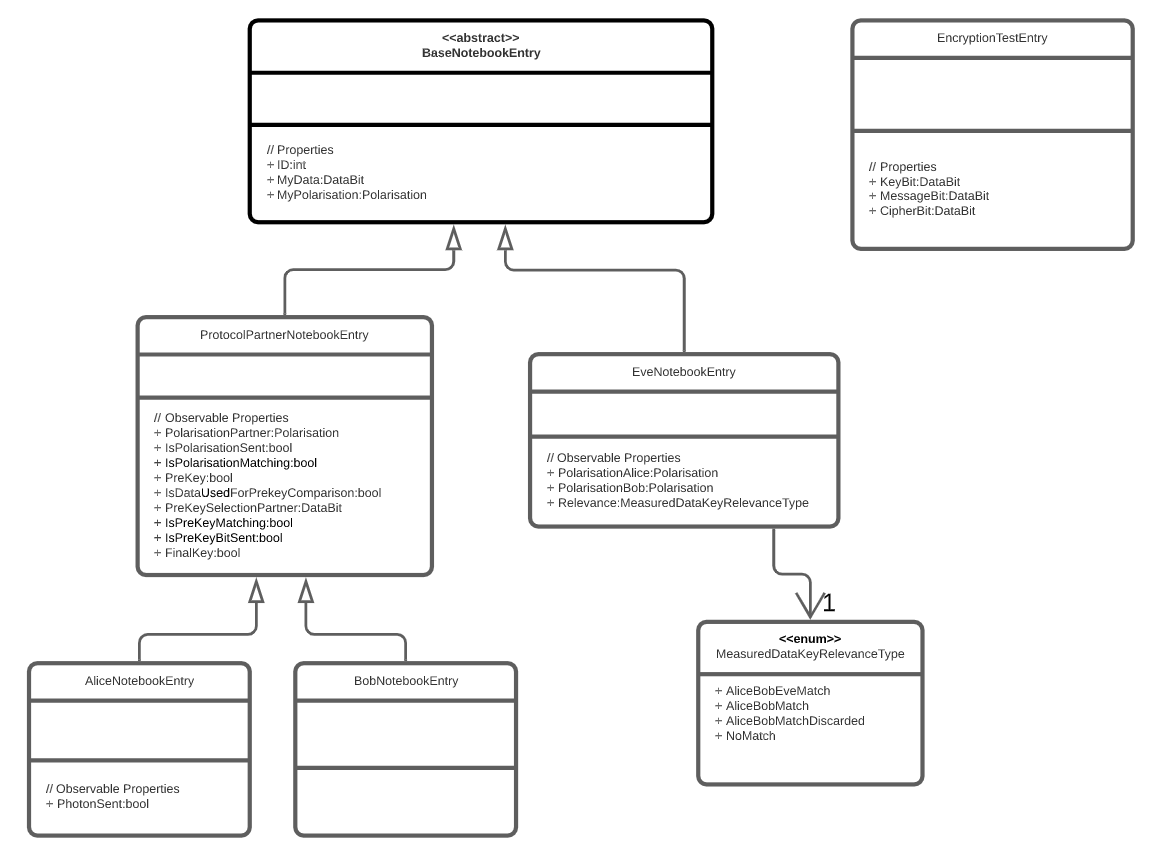 <<abstract>>
BaseNotebookEntry
// Properties
+ ID:int
+ MyData:DataBit
+ MyPolarisation:Polarisation
EncryptionTestEntry
// Properties
+ KeyBit:DataBit
+ MessageBit:DataBit
+ CipherBit:DataBit
ProtocolPartnerNotebookEntry
// Observable Properties
+ PolarisationPartner:Polarisation
+ IsPolarisationSent:bool
+ IsPolarisationMatching:bool
+ PreKey:bool
+ IsDataUsedForPrekeyComparison:bool
+ PreKeySelectionPartner:DataBit
+ IsPreKeyMatching:bool
+ IsPreKeyBitSent:bool
+ FinalKey:bool
EveNotebookEntry
// Observable Properties
+ PolarisationAlice:Polarisation
+ PolarisationBob:Polarisation
+ Relevance:MeasuredDataKeyRelevanceType
1
<<enum>>
MeasuredDataKeyRelevanceType
+ AliceBobEveMatch
+ AliceBobMatch
+ AliceBobMatchDiscarded
+ NoMatch
AliceNotebookEntry
// Observable Properties
+ PhotonSent:bool
BobNotebookEntry